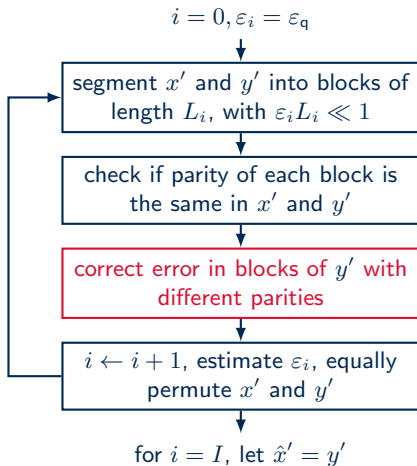 i = 0, ε_i = ε_q
segment x′ and y′ into blocks of
length L_i, with ε_i L_i ≪ 1
check if parity of each block is
the same in x′ and y′
correct error in blocks of y′ with
different parities
i ← i + 1, estimate ε_i, equally
permute x′ and y′
for i = I, let x̂′ = y′